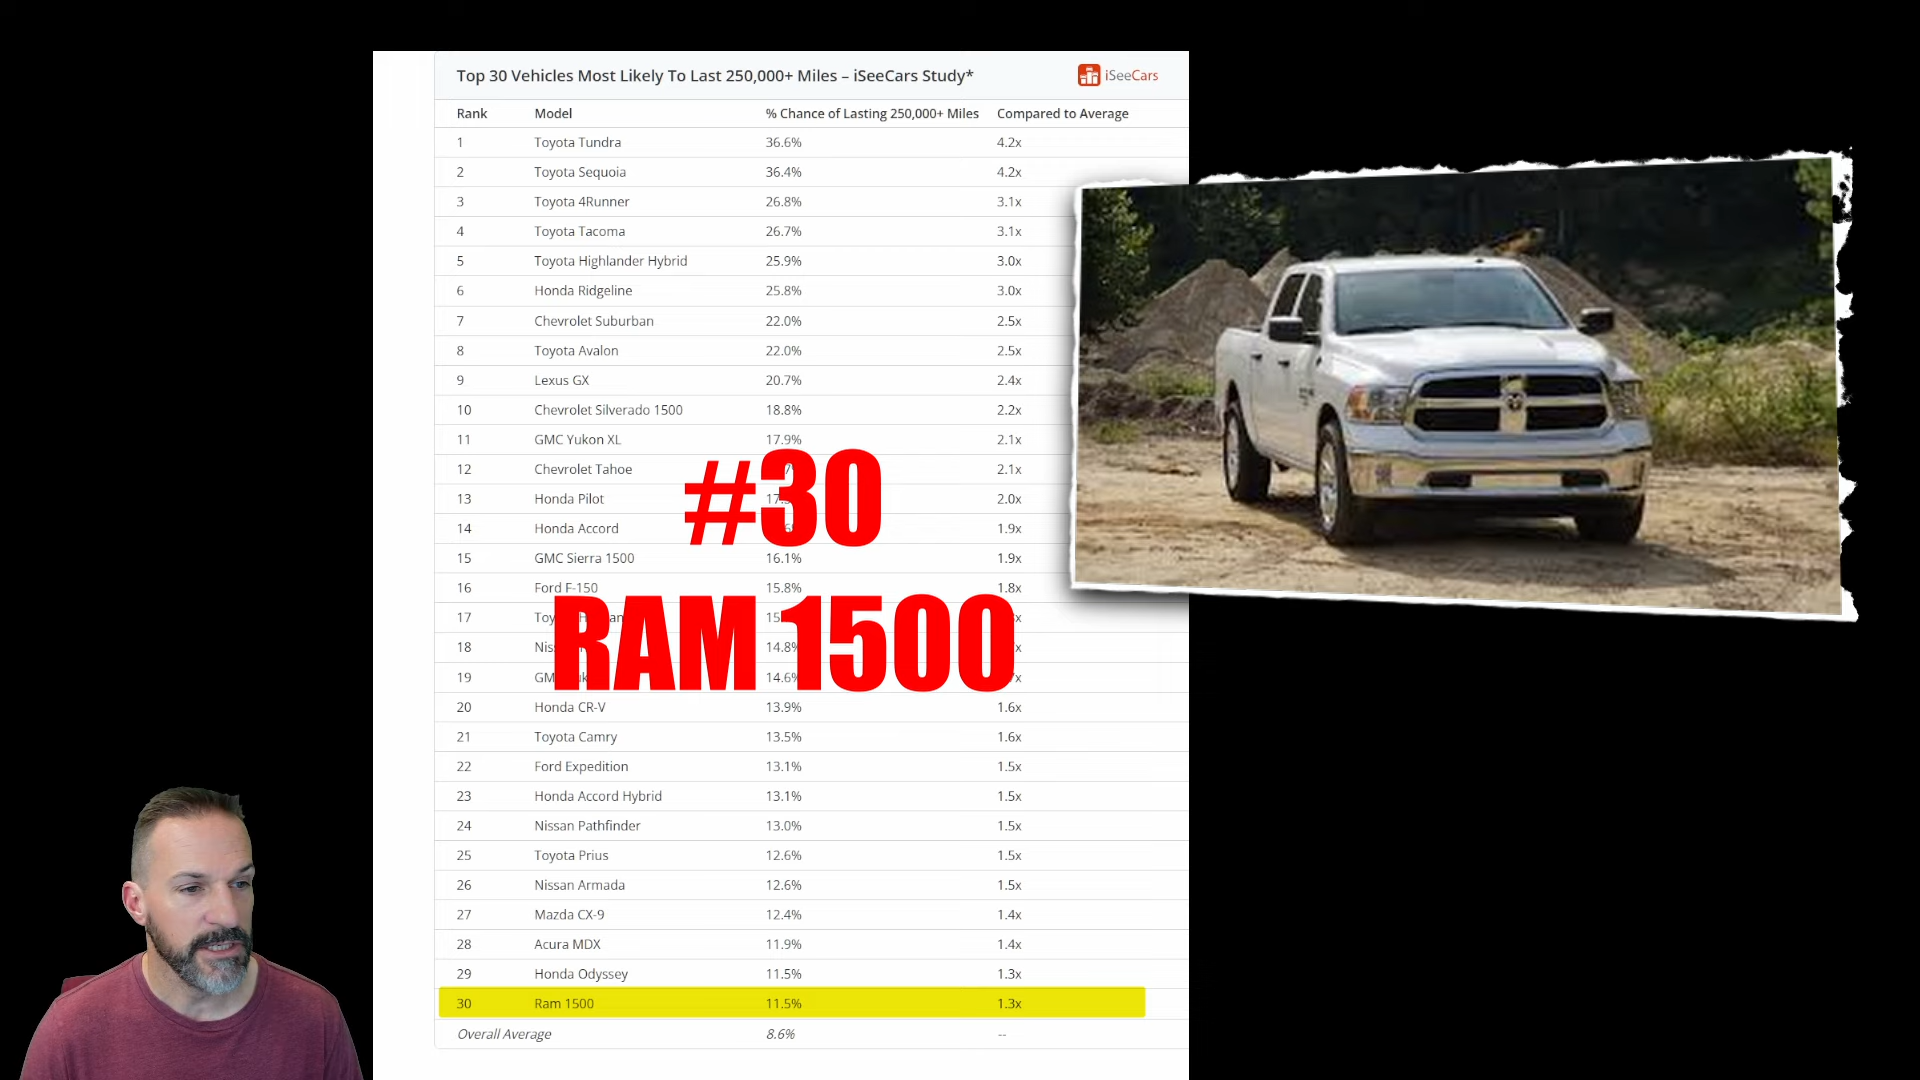 Top 30 Vehicles Most Likely To Last 250,000+ Miles – iSeeCars Study*
iSeeCars
Rank Model % Chance of Lasting 250,000+ Miles Compared to Average
1 Toyota Tundra 36.6% 4.2x
2 Toyota Sequoia 36.4% 4.2x
3 Toyota 4Runner 26.8% 3.1x
4 Toyota Tacoma 26.7% 3.1x
5 Toyota Highlander Hybrid 25.9% 3.0x
6 Honda Ridgeline 25.8% 3.0x
7 Chevrolet Suburban 22.0% 2.5x
8 Toyota Avalon 22.0% 2.5x
9 Lexus GX 20.7% 2.4x
10 Chevrolet Silverado 1500 18.8% 2.2x
11 GMC Yukon XL 17.9% 2.1x
12 Chevrolet Tahoe 2.1x
13 Honda Pilot 2.0x
14 Honda Accord 1.9x
15 GMC Sierra 1500 16.1% 1.9x
16 Ford F-150 15.8% 1.8x
17
18 14.8%
19 14.6%
20 Honda CR-V 13.9% 1.6x
21 Toyota Camry 13.5% 1.6x
22 Ford Expedition 13.1% 1.5x
23 Honda Accord Hybrid 13.1% 1.5x
24 Nissan Pathfinder 13.0% 1.5x
25 Toyota Prius 12.6% 1.5x
26 Nissan Armada 12.6% 1.5x
27 Mazda CX-9 12.4% 1.4x
28 Acura MDX 11.9% 1.4x
29 Honda Odyssey 11.5% 1.3x
30 Ram 1500 11.5% 1.3x
Overall Average 8.6% --
#30
RAM 1500